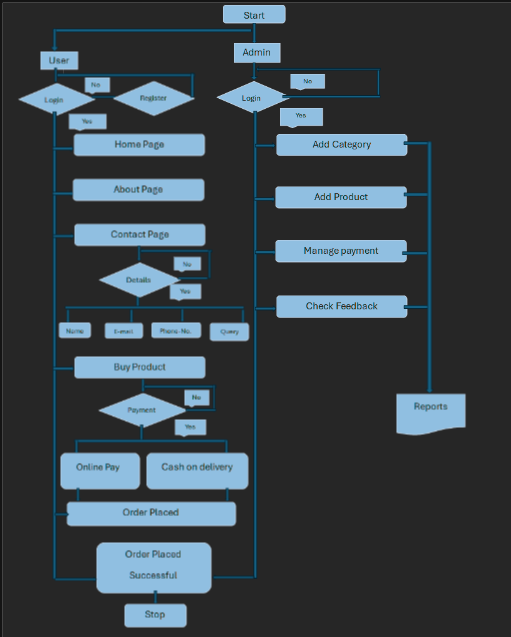 Start
User
Admin
No
Login
Register
Yes
No
Login
Yes
Home Page
Add Category
About Page
Add Product
Contact Page
Manage payment
No
Details
Yes
Check Feedback
Name
E-mail
Phone No.
Query
Buy Product
No
Payment
Yes
Reports
Online Pay
Cash on delivery
Order Placed
Order Placed
Successful
Stop